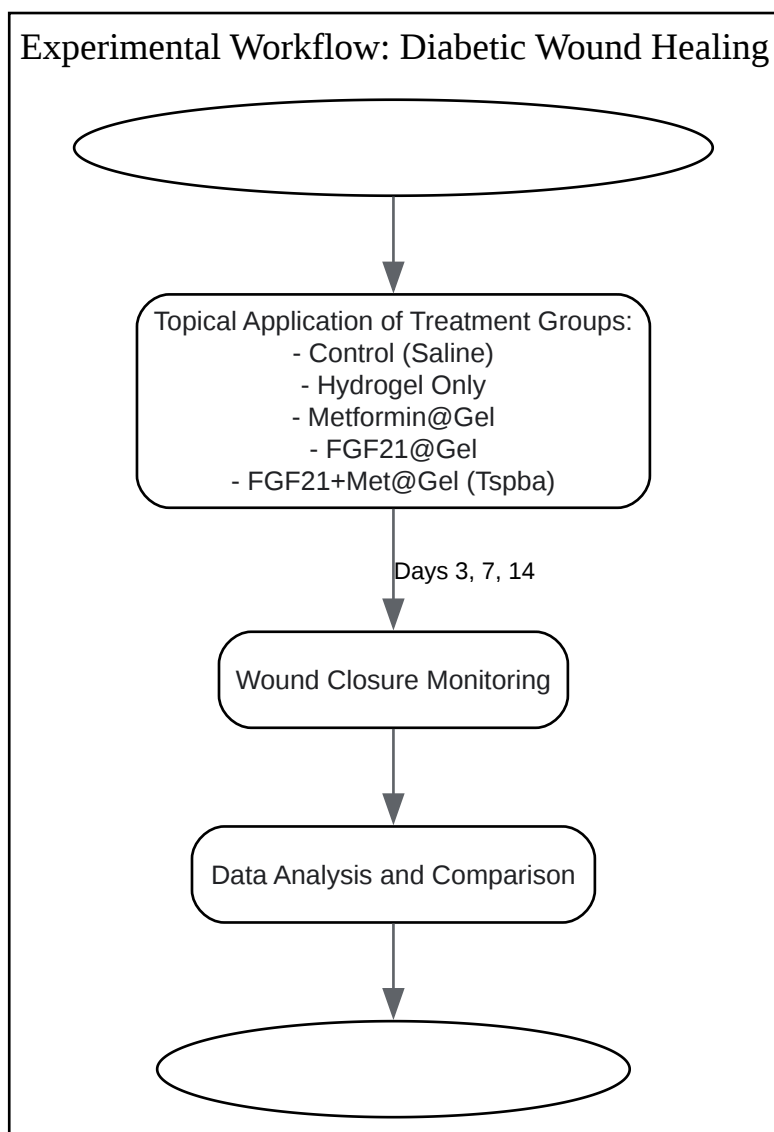 Experimental Workflow: Diabetic Wound Healing
Topical Application of Treatment Groups:
- Control (Saline)
- Hydrogel Only
- Metformin@Gel
- FGF21@Gel
- FGF21+Met@Gel (Tspba)
Days 3, 7, 14
Wound Closure Monitoring
Data Analysis and Comparison